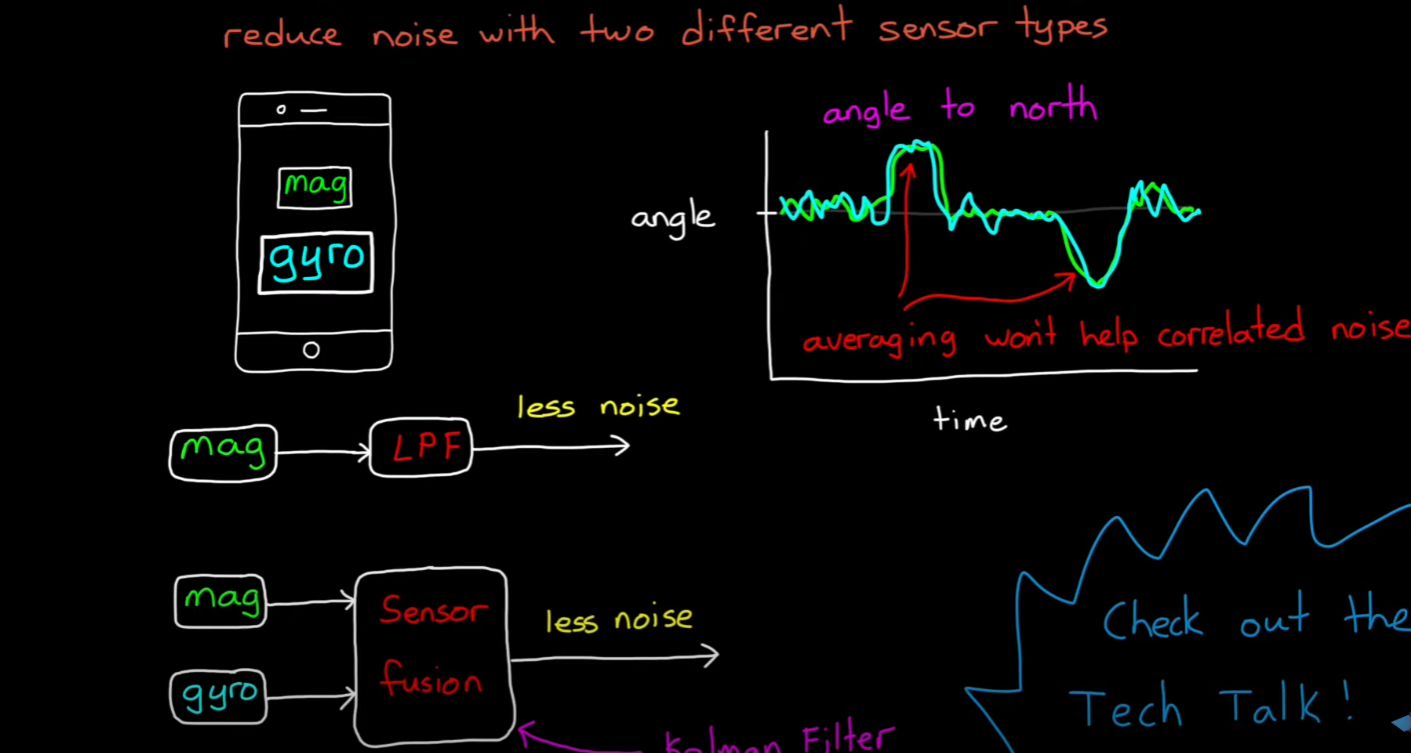 reduce noise with two different sensor types
mag
gyro
angle to north
angle
averaging won't help correlated noise
time
mag
LPF
less noise
mag
gyro
Sensor
fusion
less noise
Kalman Filter
Check out the
Tech Talk!